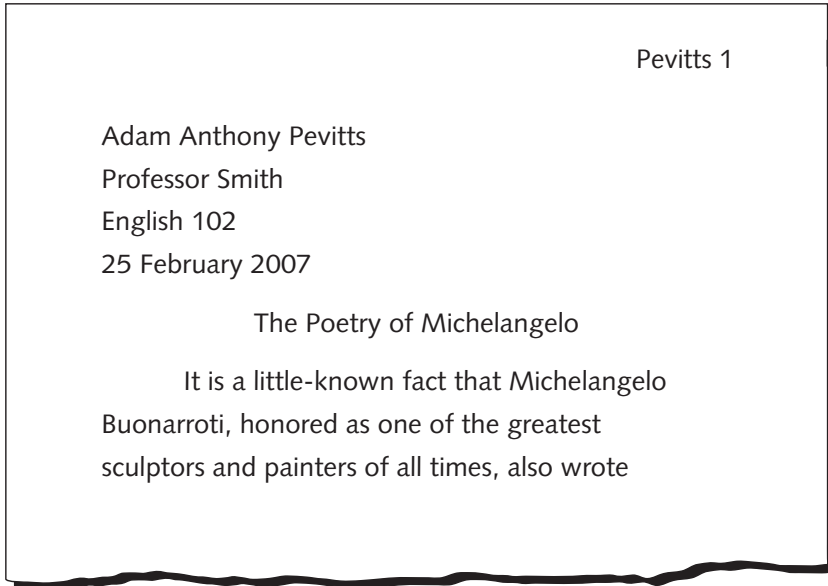 Pevitts 1
Adam Anthony Pevitts
Professor Smith
English 102
25 February 2007
The Poetry of Michelangelo
It is a little-known fact that Michelangelo
Buonarroti, honored as one of the greatest
sculptors and painters of all times, also wrote